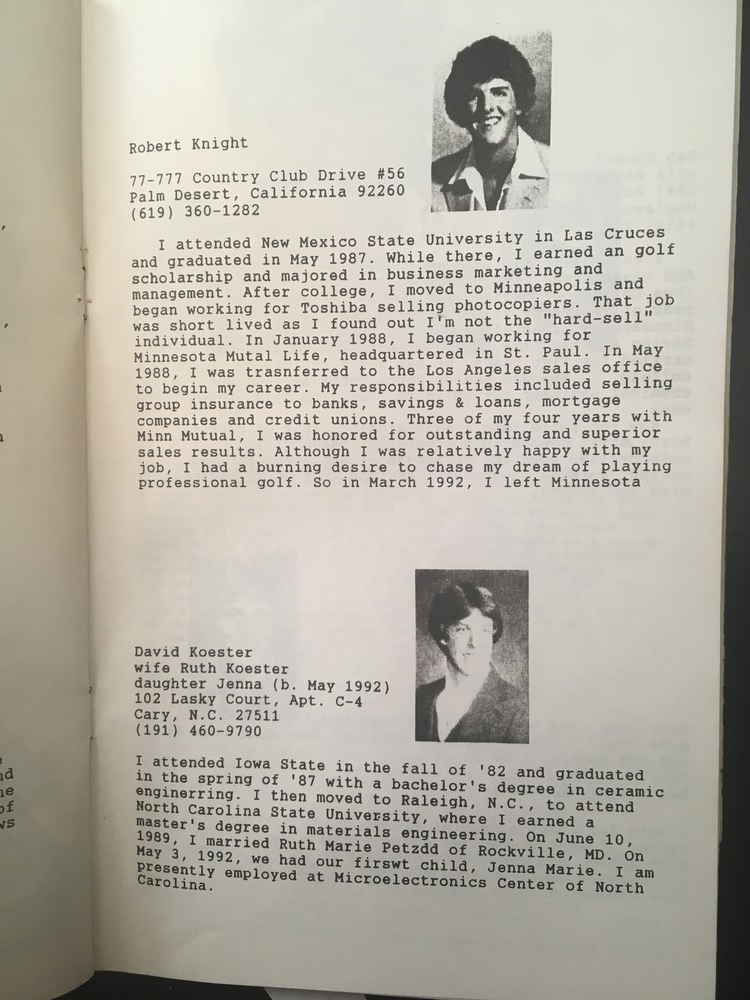 Robert Knight
77-777 Country Club Drive #56
Palm Desert, California 92260
(619) 360-1282
I attended New Mexico State University in Las Cruces
and graduated in May 1987. While there, I earned an golf
scholarship and majored in business marketing and
management. After college, I moved to Minneapolis and
began working for Toshiba selling photocopiers. That job
was short lived as I found out I'm not the "hard-sell"
individual. In January 1988, I began working for
Minnesota Mutal Life, headquartered in St. Paul. In May
1988, I was trasnferred to the Los Angeles sales office
to begin my career. My responsibilities included selling
group insurance to banks, savings & loans, mortgage
companies and credit unions. Three of my four years with
Minn Mutual, I was honored for outstanding and superior
sales results. Although I was relatively happy with my
job, I had a burning desire to chase my dream of playing
professional golf. So in March 1992, I left Minnesota
David Koester
wife Ruth Koester
daughter Jenna (b. May 1992)
102 Lasky Court, Apt. C-4
Cary, N.C. 27511
(191) 460-9790
I attended Iowa State in the fall of '82 and graduated
in the spring of '87 with a bachelor's degree in ceramic
enginerring. I then moved to Raleigh, N.C., to attend
North Carolina State University, where I earned a
master's degree in materials engineering. On June 10,
1989, I married Ruth Marie Petzdd of Rockville, MD. On
May 3, 1992, we had our firswt child, Jenna Marie. I am
presently employed at Microelectronics Center of North
Carolina.